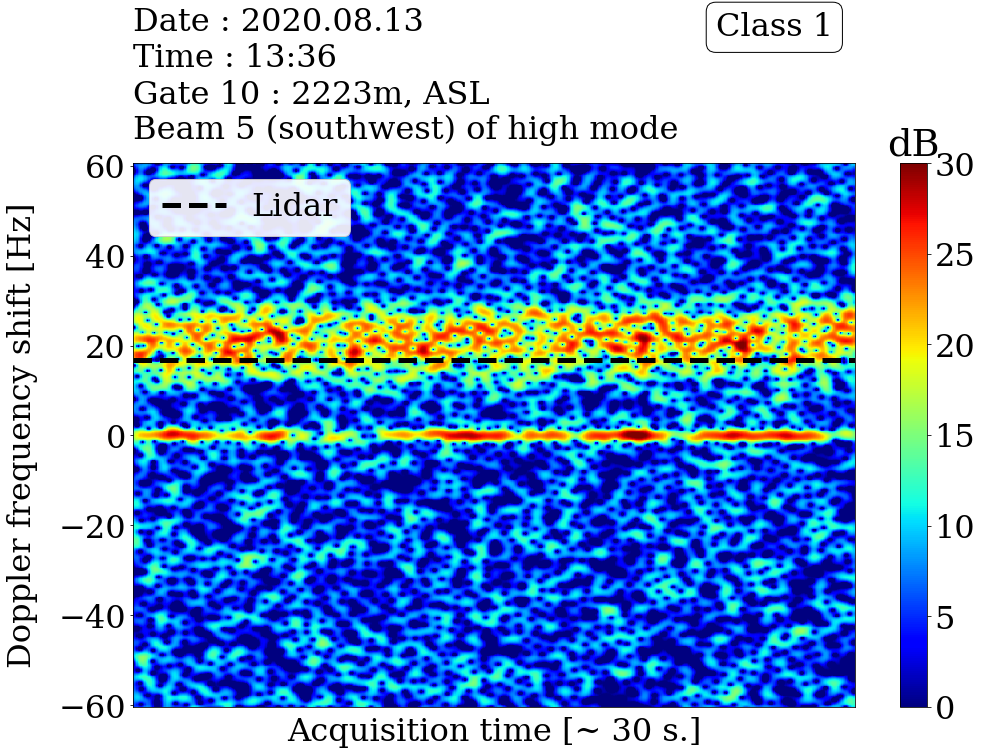 Date : 2020.08.13
Time : 13:36
Gate 10 : 2223m, ASL
Beam 5 (southwest) of high mode
Class 1
dB
Lidar
Doppler frequency shift [Hz]
60
40
20
0
−20
−40
−60
Acquisition time [~ 30 s.]
30
25
20
15
10
5
0